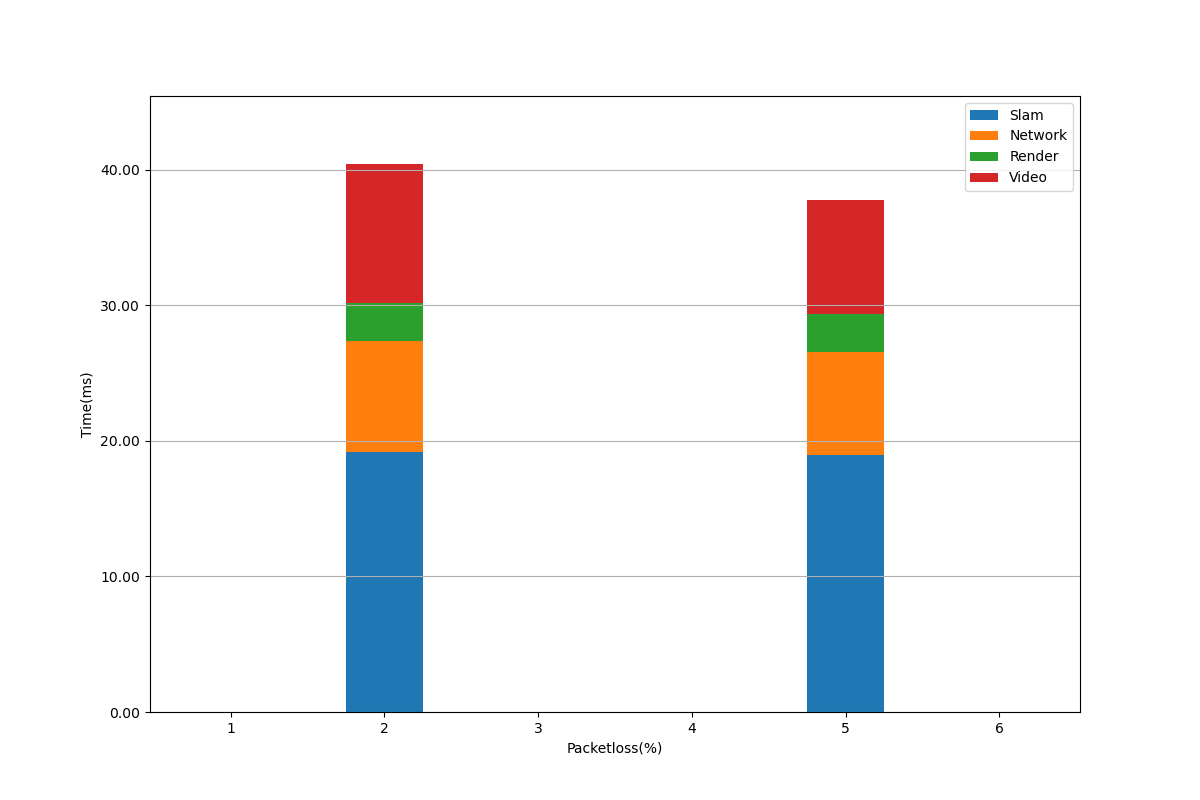 Slam
Network
Render
Video
40.00
30.00
20.00
10.00
0.00
Time(ms)
1 2 3 4 5 6
Packetloss(%)